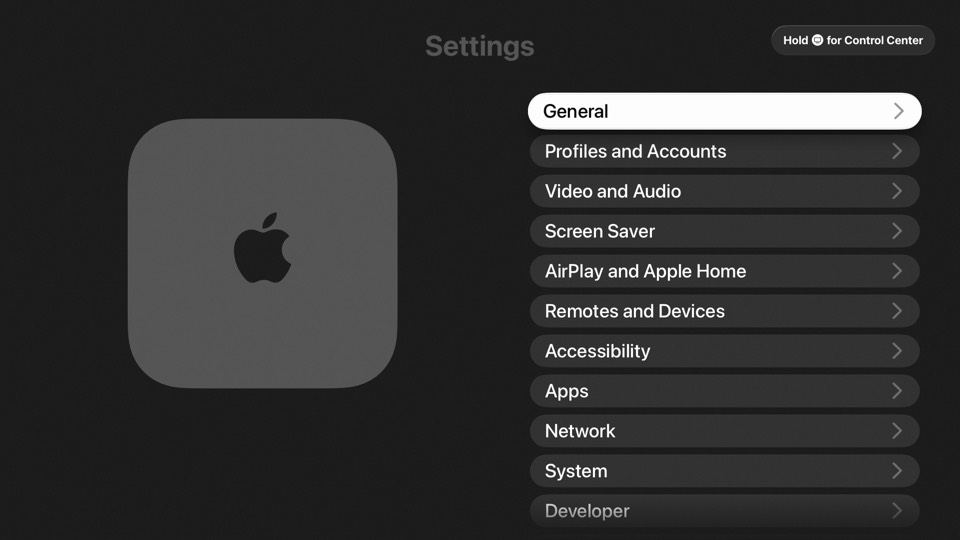 Settings
Hold for Control Center
General
Profiles and Accounts
Video and Audio
Screen Saver
AirPlay and Apple Home
Remotes and Devices
Accessibility
Apps
Network
System
Developer